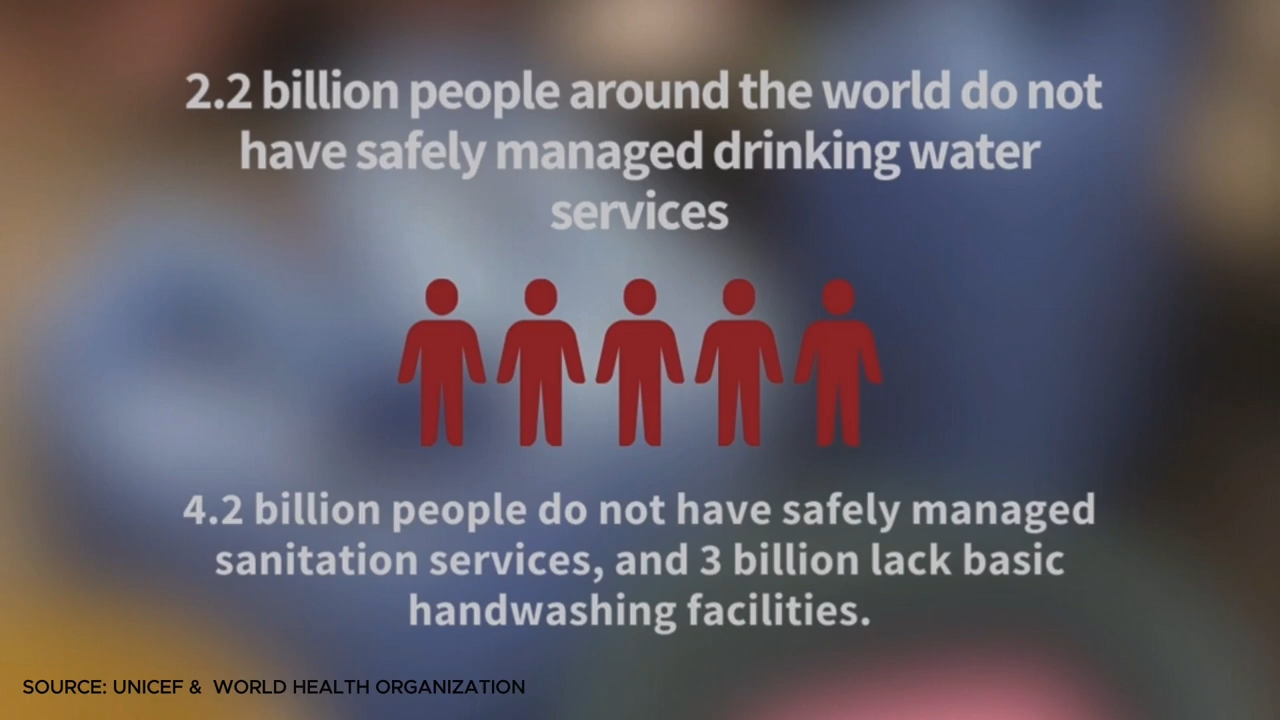 2.2 billion people around the world do not
have safely managed drinking water
services
4.2 billion people do not have safely managed
sanitation services, and 3 billion lack basic
handwashing facilities.
SOURCE: UNICEF &  WORLD HEALTH ORGANIZATION